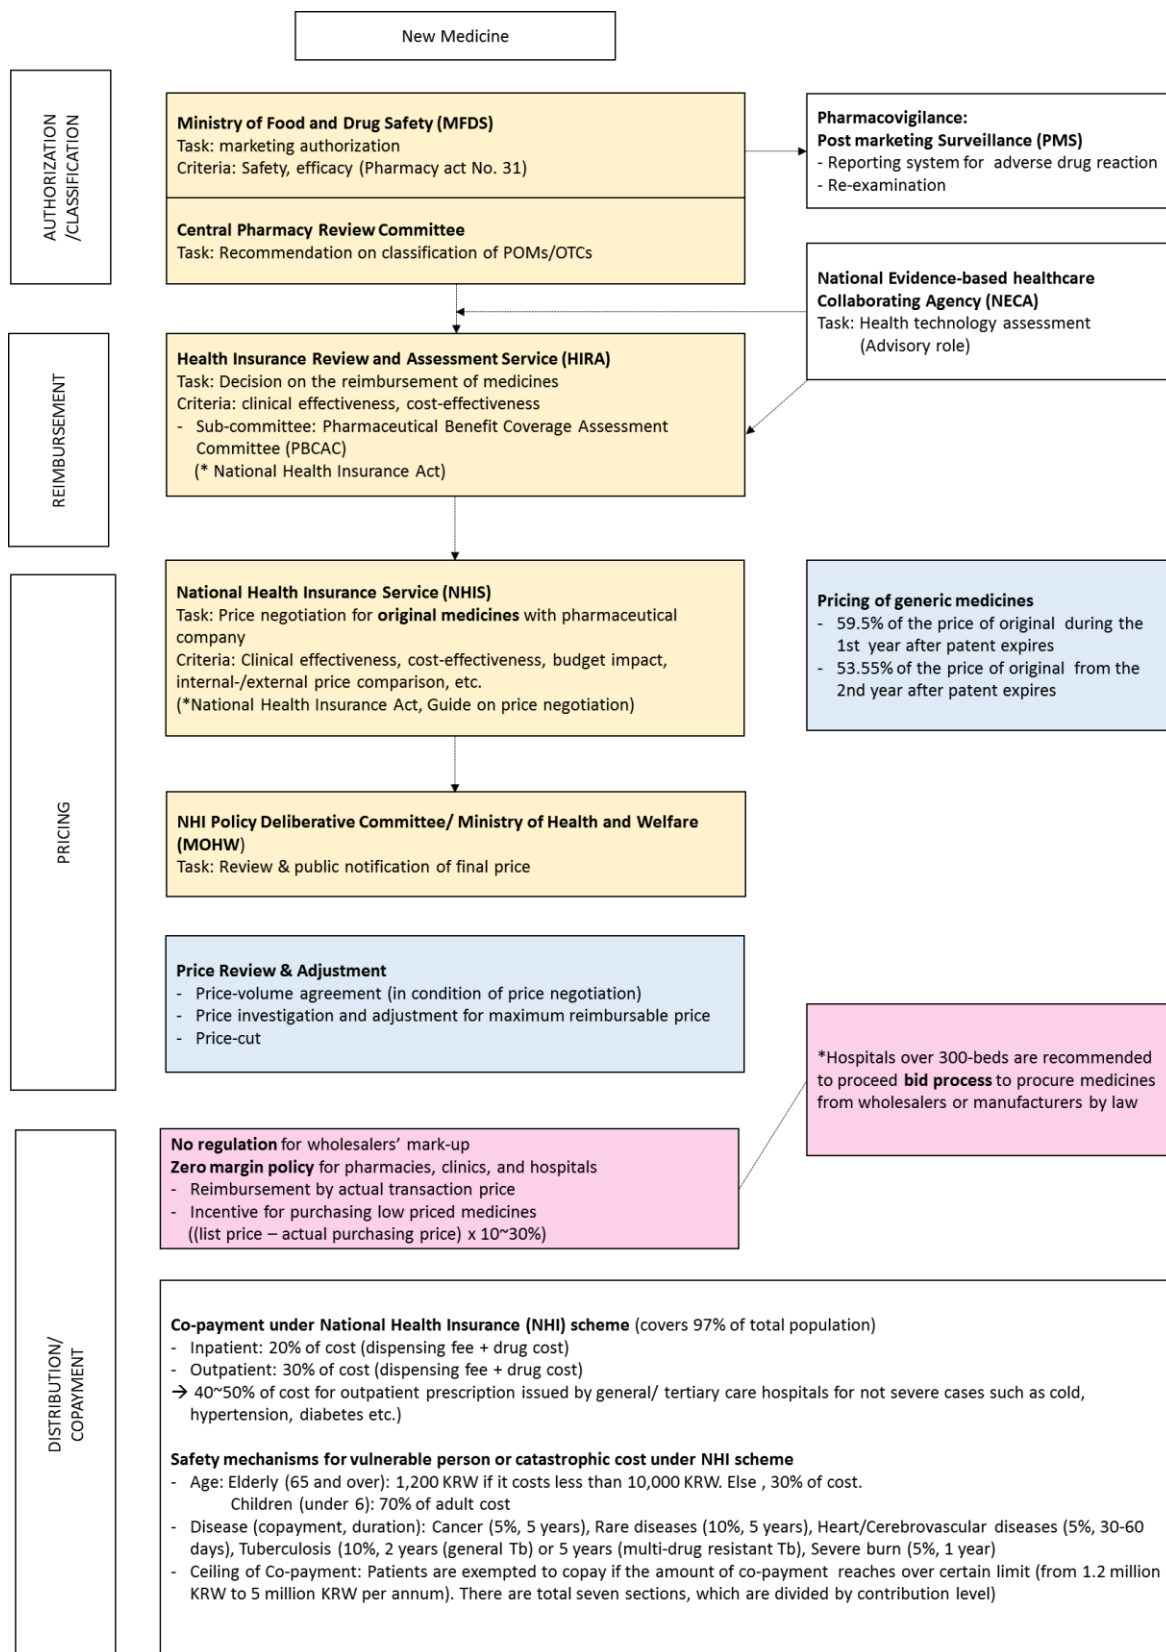 New Medicine
AUTHORIZATION
/CLASSIFICATION
Ministry of Food and Drug Safety (MFDS)
Task: marketing authorization
Criteria: Safety, efficacy (Pharmacy act No. 31)
Central Pharmacy Review Committee
Task: Recommendation on classification of POMs/OTCs
Pharmacovigilance:
Post marketing Surveillance (PMS)
- Reporting system for adverse drug reaction
- Re-examination
National Evidence-based healthcare
Collaborating Agency (NECA)
Task: Health technology assessment
(Advisory role)
REIMBURSEMENT
Health Insurance Review and Assessment Service (HIRA)
Task: Decision on the reimbursement of medicines
Criteria: clinical effectiveness, cost-effectiveness
- Sub-committee: Pharmaceutical Benefit Coverage Assessment
Committee (PBCAC)
(* National Health Insurance Act)
PRICING
National Health Insurance Service (NHIS)
Task: Price negotiation for original medicines with pharmaceutical
company
Criteria: Clinical effectiveness, cost-effectiveness, budget impact,
internal-/external price comparison, etc.
(*National Health Insurance Act, Guide on price negotiation)
Pricing of generic medicines
- 59.5% of the price of original during the
1st year after patent expires
- 53.55% of the price of original from the
2nd year after patent expires
NHI Policy Deliberative Committee/ Ministry of Health and Welfare
(MOHW)
Task: Review & public notification of final price
Price Review & Adjustment
- Price-volume agreement (in condition of price negotiation)
- Price investigation and adjustment for maximum reimbursable price
- Price-cut
*Hospitals over 300-beds are recommended
to proceed bid process to procure medicines
from wholesalers or manufacturers by law
DISTRIBUTION/
COPAYMENT
No regulation for wholesalers' mark-up
Zero margin policy for pharmacies, clinics, and hospitals
- Reimbursement by actual transaction price
- Incentive for purchasing low priced medicines
((list price – actual purchasing price) x 10~30%)
Co-payment under National Health Insurance (NHI) scheme (covers 97% of total population)
- Inpatient: 20% of cost (dispensing fee + drug cost)
- Outpatient: 30% of cost (dispensing fee + drug cost)
→ 40~50% of cost for outpatient prescription issued by general/ tertiary care hospitals for not severe cases such as cold,
hypertension, diabetes etc.)
Safety mechanisms for vulnerable person or catastrophic cost under NHI scheme
- Age: Elderly (65 and over): 1,200 KRW if it costs less than 10,000 KRW. Else , 30% of cost.
Children (under 6): 70% of adult cost
- Disease (copayment, duration): Cancer (5%, 5 years), Rare diseases (10%, 5 years), Heart/Cerebrovascular diseases (5%, 30-60
days), Tuberculosis (10%, 2 years (general Tb) or 5 years (multi-drug resistant Tb), Severe burn (5%, 1 year)
- Ceiling of Co-payment: Patients are exempted to copay if the amount of co-payment reaches over certain limit (from 1.2 million
KRW to 5 million KRW per annum). There are total seven sections, which are divided by contribution level)